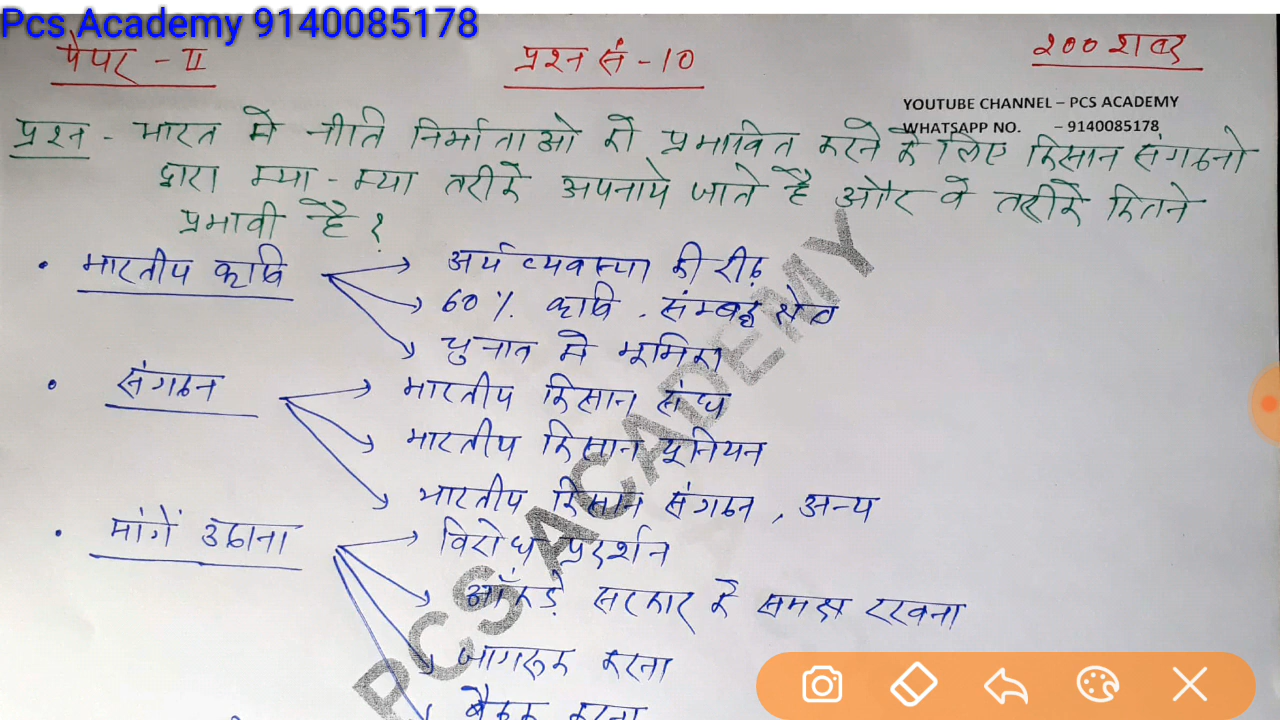 Pcs Academy 9140085178
पेपर - II
प्रश्न सं - 10
200 शब्द
YOUTUBE CHANNEL – PCS ACADEMY
WHATSAPP NO. – 9140085178
प्रश्न - भारत मे नीति निर्माताओ को प्रभावित करने के लिए किसान संगठनो
द्वारा क्या - क्या तरीके अपनाये जाते है और वे तरीके कितने
प्रभावी है ?
• भारतीय कृषि
अर्थ व्यवस्था की रीढ़
60 % कृषि . संम्बद्ध क्षेत्र
चुनाव मे भूमिका
• संगठन
भारतीय किसान संघ
भारतीय किसान यूनियन
भारतीय किसान संगठन , अन्य
• मांगें उठाना
विरोध प्रदर्शन
आँकड़े सरकार के समक्ष रखना
जागरूक करना
बैठक करना
PCS ACADEMY